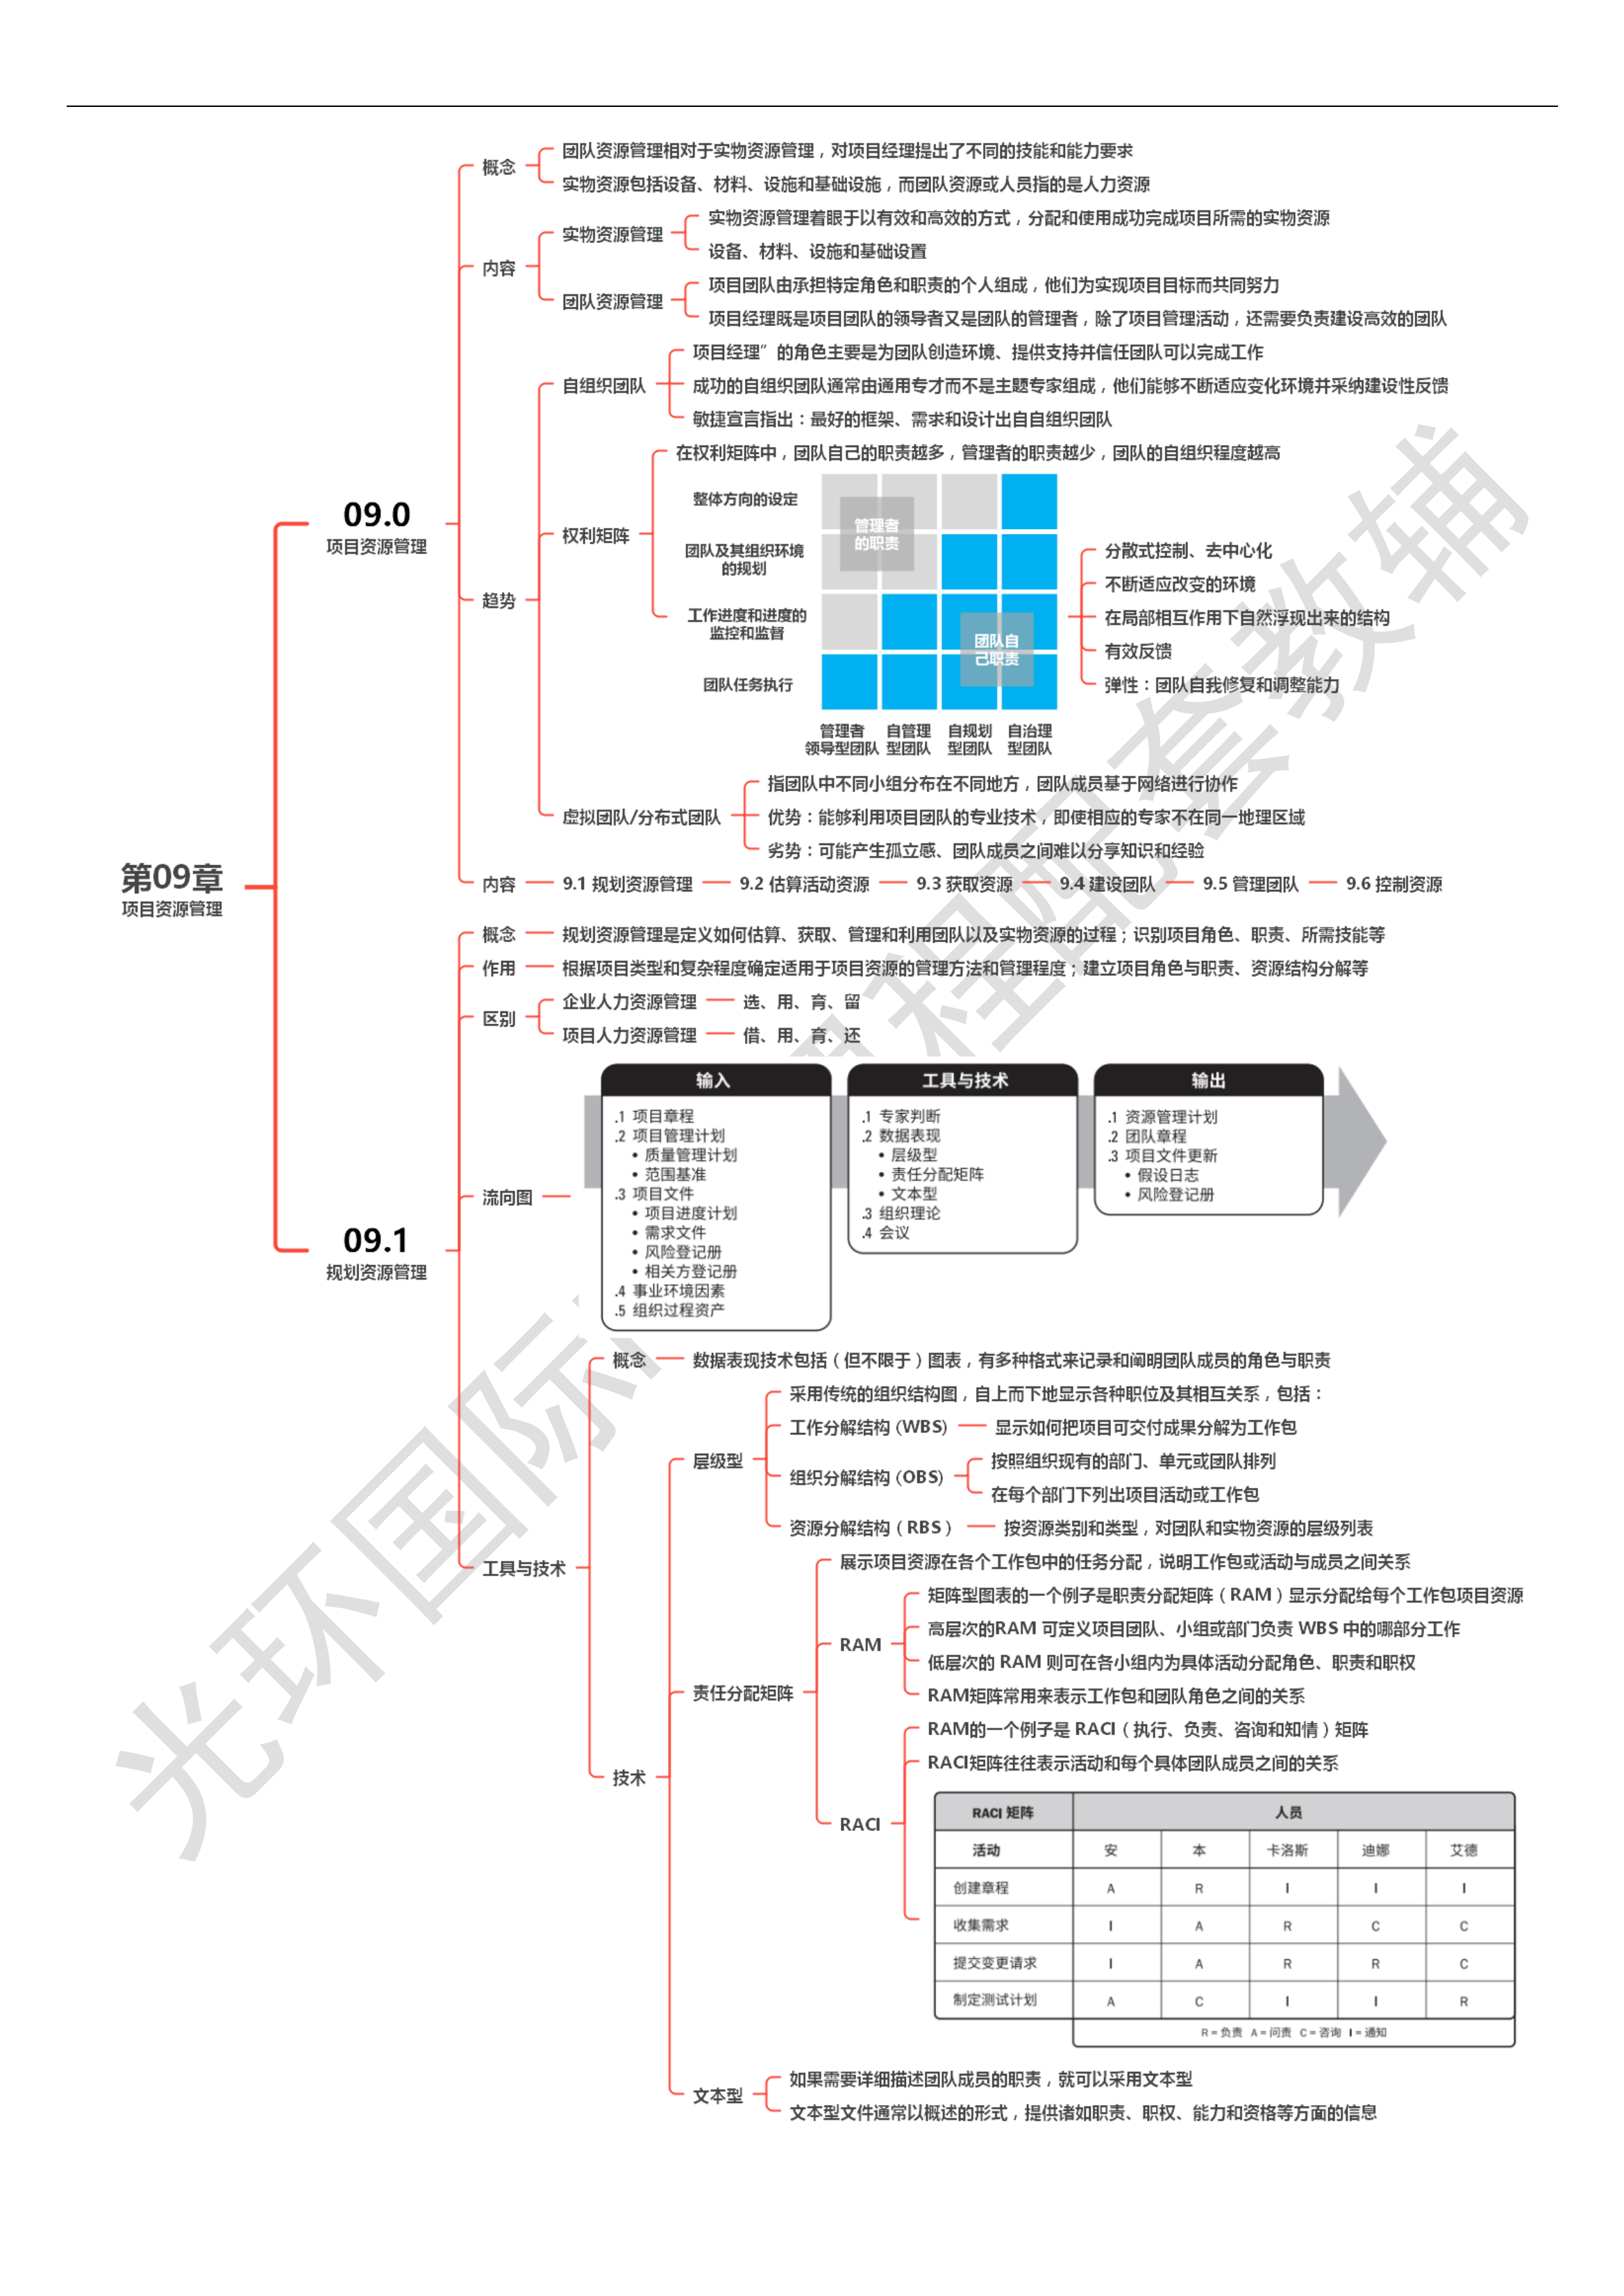 第09章
项目资源管理
09.0
项目资源管理
概念
团队资源管理相对于实物资源管理，对项目经理提出了不同的技能和能力要求
实物资源包括设备、材料、设施和基础设施，而团队资源或人员指的是人力资源
内容
实物资源管理
实物资源管理着眼于以有效和高效的方式，分配和使用成功完成项目所需的实物资源
设备、材料、设施和基础设置
团队资源管理
项目团队由承担特定角色和职责的个人组成，他们为实现项目目标而共同努力
项目经理既是项目团队的领导者又是团队的管理者，除了项目管理活动，还需要负责建设高效的团队
趋势
自组织团队
项目经理”的角色主要是为团队创造环境、提供支持并信任团队可以完成工作
成功的自组织团队通常由通用专才而不是主题专家组成，他们能够不断适应变化环境并采纳建设性反馈
敏捷宣言指出：最好的框架、需求和设计出自自组织团队
权利矩阵
在权利矩阵中，团队自己的职责越多，管理者的职责越少，团队的自组织程度越高
整体方向的设定
团队及其组织环境
的规划
工作进度和进度的
监控和监督
团队任务执行
管理者
的职责
团队自
己职责
管理者
领导型团队
自管理
型团队
自规划
型团队
自治理
型团队
分散式控制、去中心化
不断适应改变的环境
在局部相互作用下自然浮现出来的结构
有效反馈
弹性：团队自我修复和调整能力
虚拟团队/分布式团队
指团队中不同小组分布在不同地方，团队成员基于网络进行协作
优势：能够利用项目团队的专业技术，即使相应的专家不在同一地理区域
劣势：可能产生孤立感、团队成员之间难以分享知识和经验
内容
9.1 规划资源管理
9.2 估算活动资源
9.3 获取资源
9.4 建设团队
9.5 管理团队
9.6 控制资源
09.1
规划资源管理
概念
规划资源管理是定义如何估算、获取、管理和利用团队以及实物资源的过程；识别项目角色、职责、所需技能等
作用
根据项目类型和复杂程度确定适用于项目资源的管理方法和管理程度；建立项目角色与职责、资源结构分解等
区别
企业人力资源管理
选、用、育、留
项目人力资源管理
借、用、育、还
流向图
输入
.1 项目章程
.2 项目管理计划
• 质量管理计划
• 范围基准
.3 项目文件
• 项目进度计划
• 需求文件
• 风险登记册
• 相关方登记册
.4 事业环境因素
.5 组织过程资产
工具与技术
.1 专家判断
.2 数据表现
• 层级型
• 责任分配矩阵
• 文本型
.3 组织理论
.4 会议
输出
.1 资源管理计划
.2 团队章程
.3 项目文件更新
• 假设日志
• 风险登记册
工具与技术
概念
数据表现技术包括（但不限于）图表，有多种格式来记录和阐明团队成员的角色与职责
技术
层级型
采用传统的组织结构图，自上而下地显示各种职位及其相互关系，包括：
工作分解结构 (WBS)
显示如何把项目可交付成果分解为工作包
组织分解结构 (OBS)
按照组织现有的部门、单元或团队排列
在每个部门下列出项目活动或工作包
资源分解结构（RBS ）
按资源类别和类型，对团队和实物资源的层级列表
责任分配矩阵
展示项目资源在各个工作包中的任务分配，说明工作包或活动与成员之间关系
RAM
矩阵型图表的一个例子是职责分配矩阵（RAM）显示分配给每个工作包项目资源
高层次的RAM 可定义项目团队、小组或部门负责 WBS 中的哪部分工作
低层次的 RAM 则可在各小组内为具体活动分配角色、职责和职权
RAM矩阵常用来表示工作包和团队角色之间的关系
RACI
RAM的一个例子是 RACI（执行、负责、咨询和知情）矩阵
RACI矩阵往往表示活动和每个具体团队成员之间的关系
RACI 矩阵 人员
活动 安 本 卡洛斯 迪娜 艾德
创建章程 A R I I I
收集需求 I A R C C
提交变更请求 I A R R C
制定测试计划 A C I I R
R = 负责 A = 问责 C = 咨询 I = 通知
文本型
如果需要详细描述团队成员的职责，就可以采用文本型
文本型文件通常以概述的形式，提供诸如职责、职权、能力和资格等方面的信息